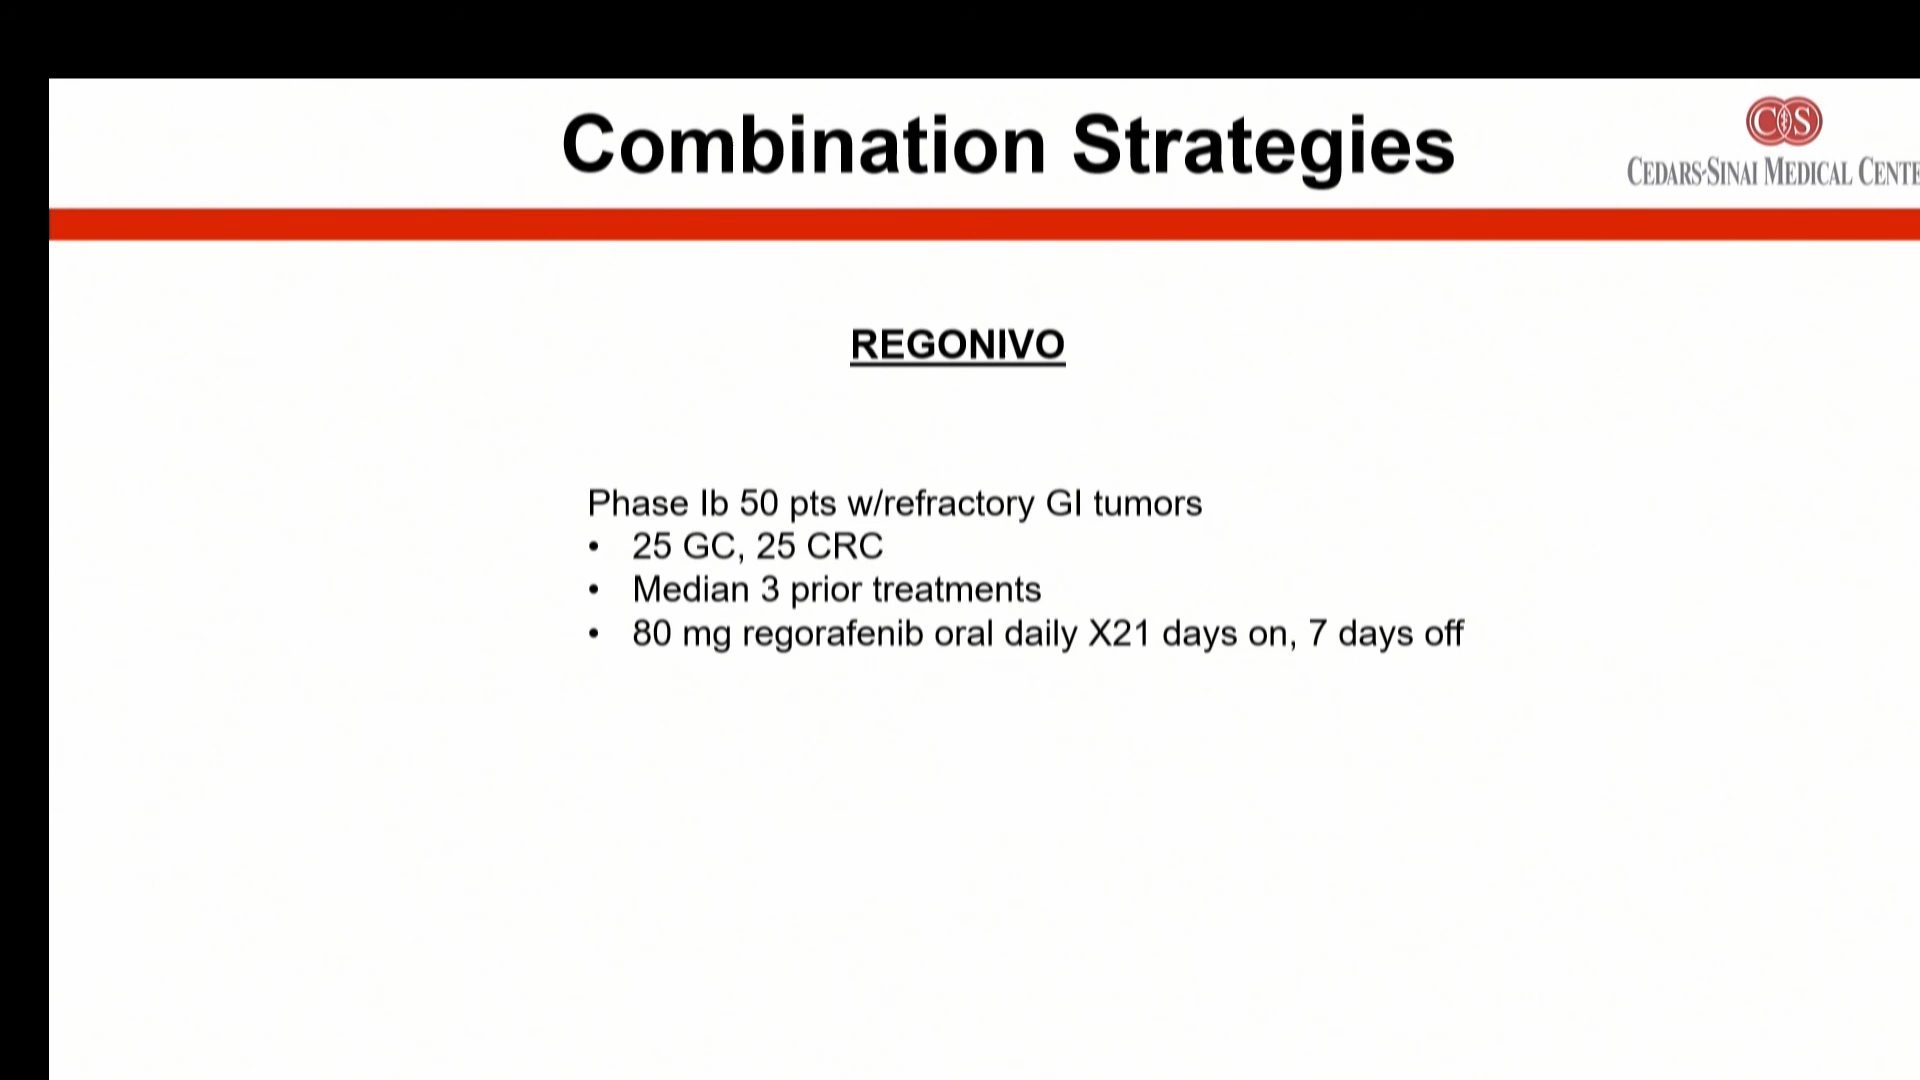 Combination Strategies
CS
CEDARS-SINAI MEDICAL CENTE
REGONIVO
Phase Ib 50 pts w/refractory GI tumors
• 25 GC, 25 CRC
• Median 3 prior treatments
• 80 mg regorafenib oral daily X21 days on, 7 days off